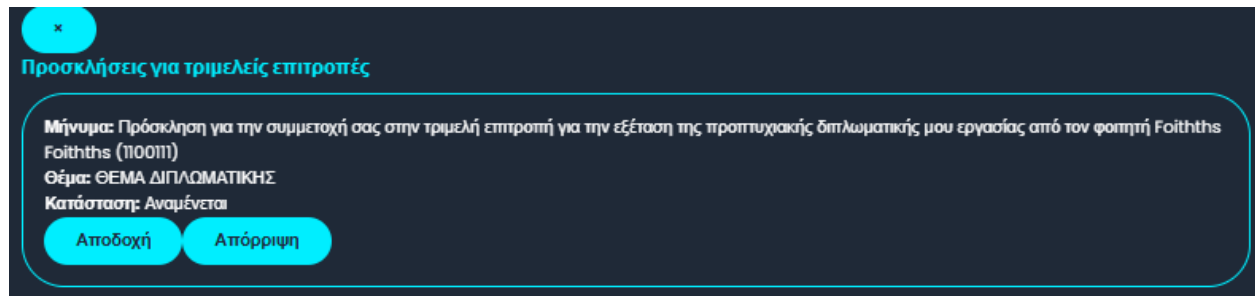 ×
Προσκλήσεις για τριμελείς επιτροπές
Μήνυμα: Πρόσκληση για την συμμετοχή σας στην τριμελή επιτροπή για την εξέταση της προπτυχιακής διπλωματικής μου εργασίας από τον φοιτητή Foithths
Foithths (1100111)
Θέμα: ΘΕΜΑ ΔΙΠΛΩΜΑΤΙΚΗΣ
Κατάσταση: Αναμένεται
Αποδοχή Απόρριψη